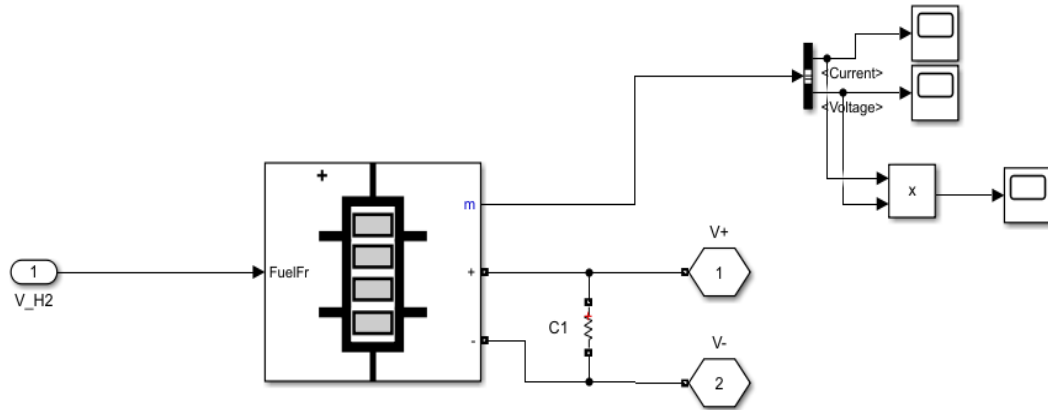 <Current>
<Voltage>
x
+
m
V+
1
FuelFr
+
1
V_H2
C1
-
V-
2